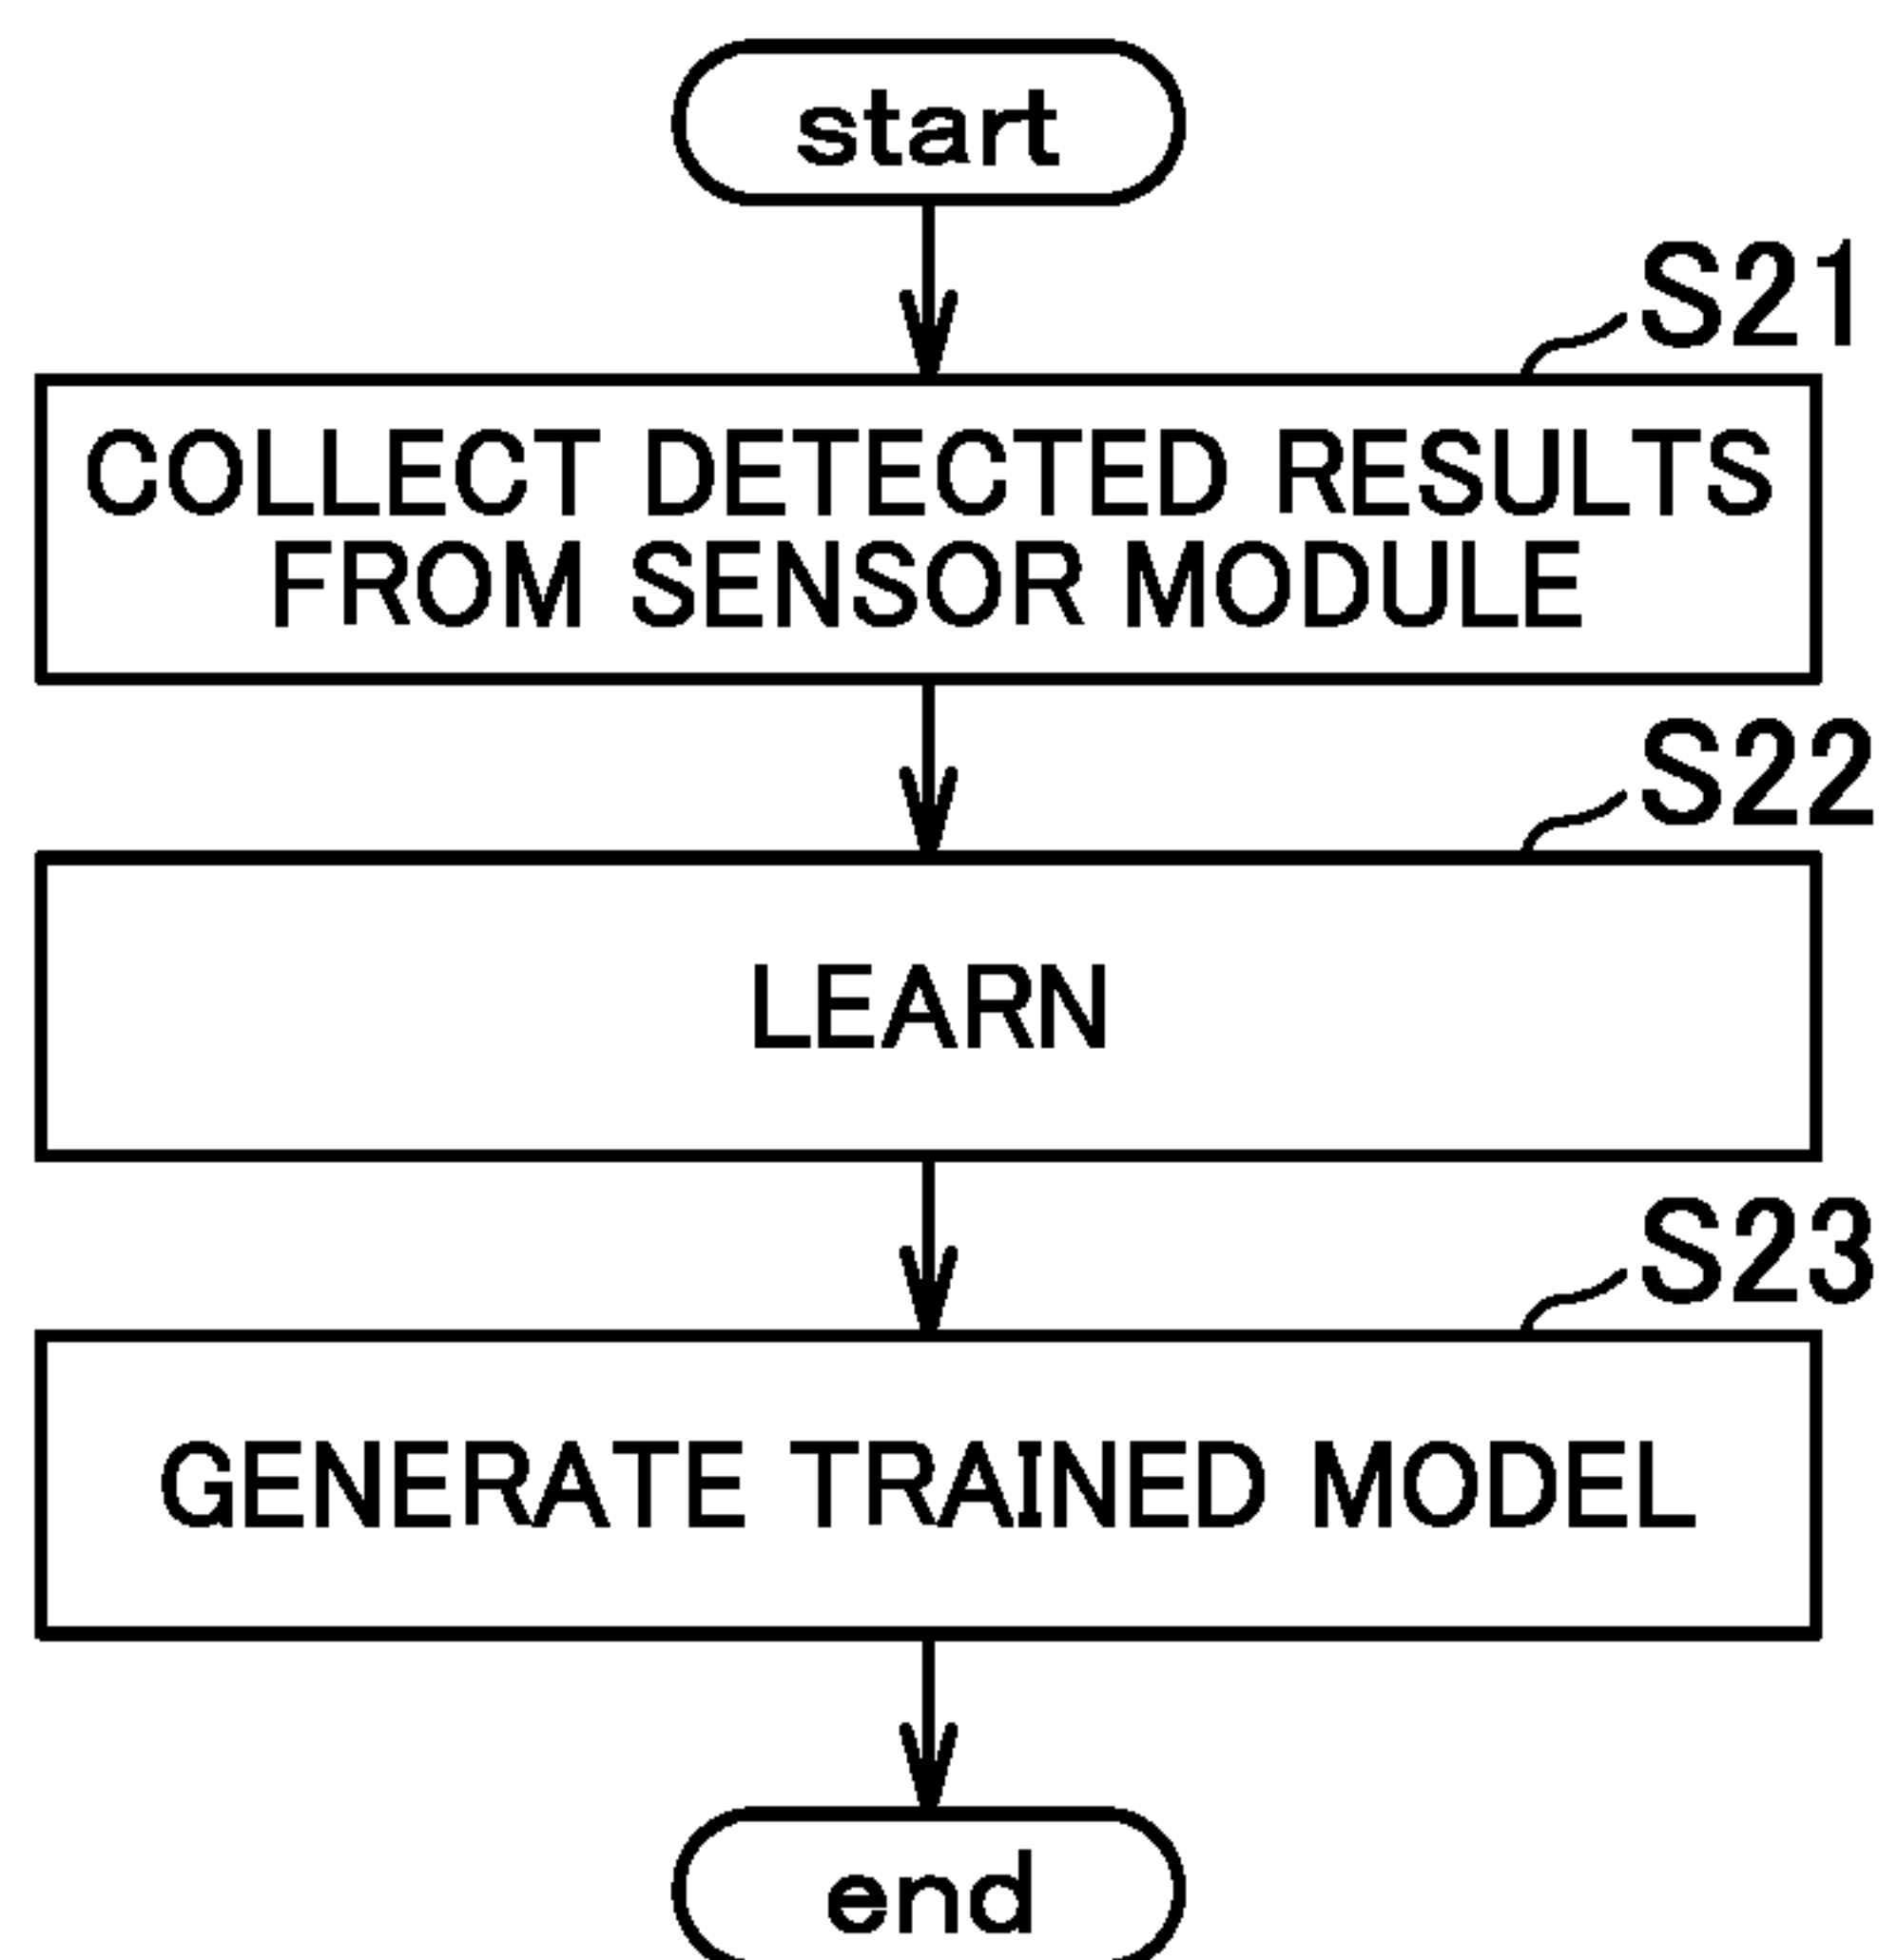 start
S21
COLLECT DETECTED RESULTS
FROM SENSOR MODULE
S22
LEARN
S23
GENERATE TRAINED MODEL
end